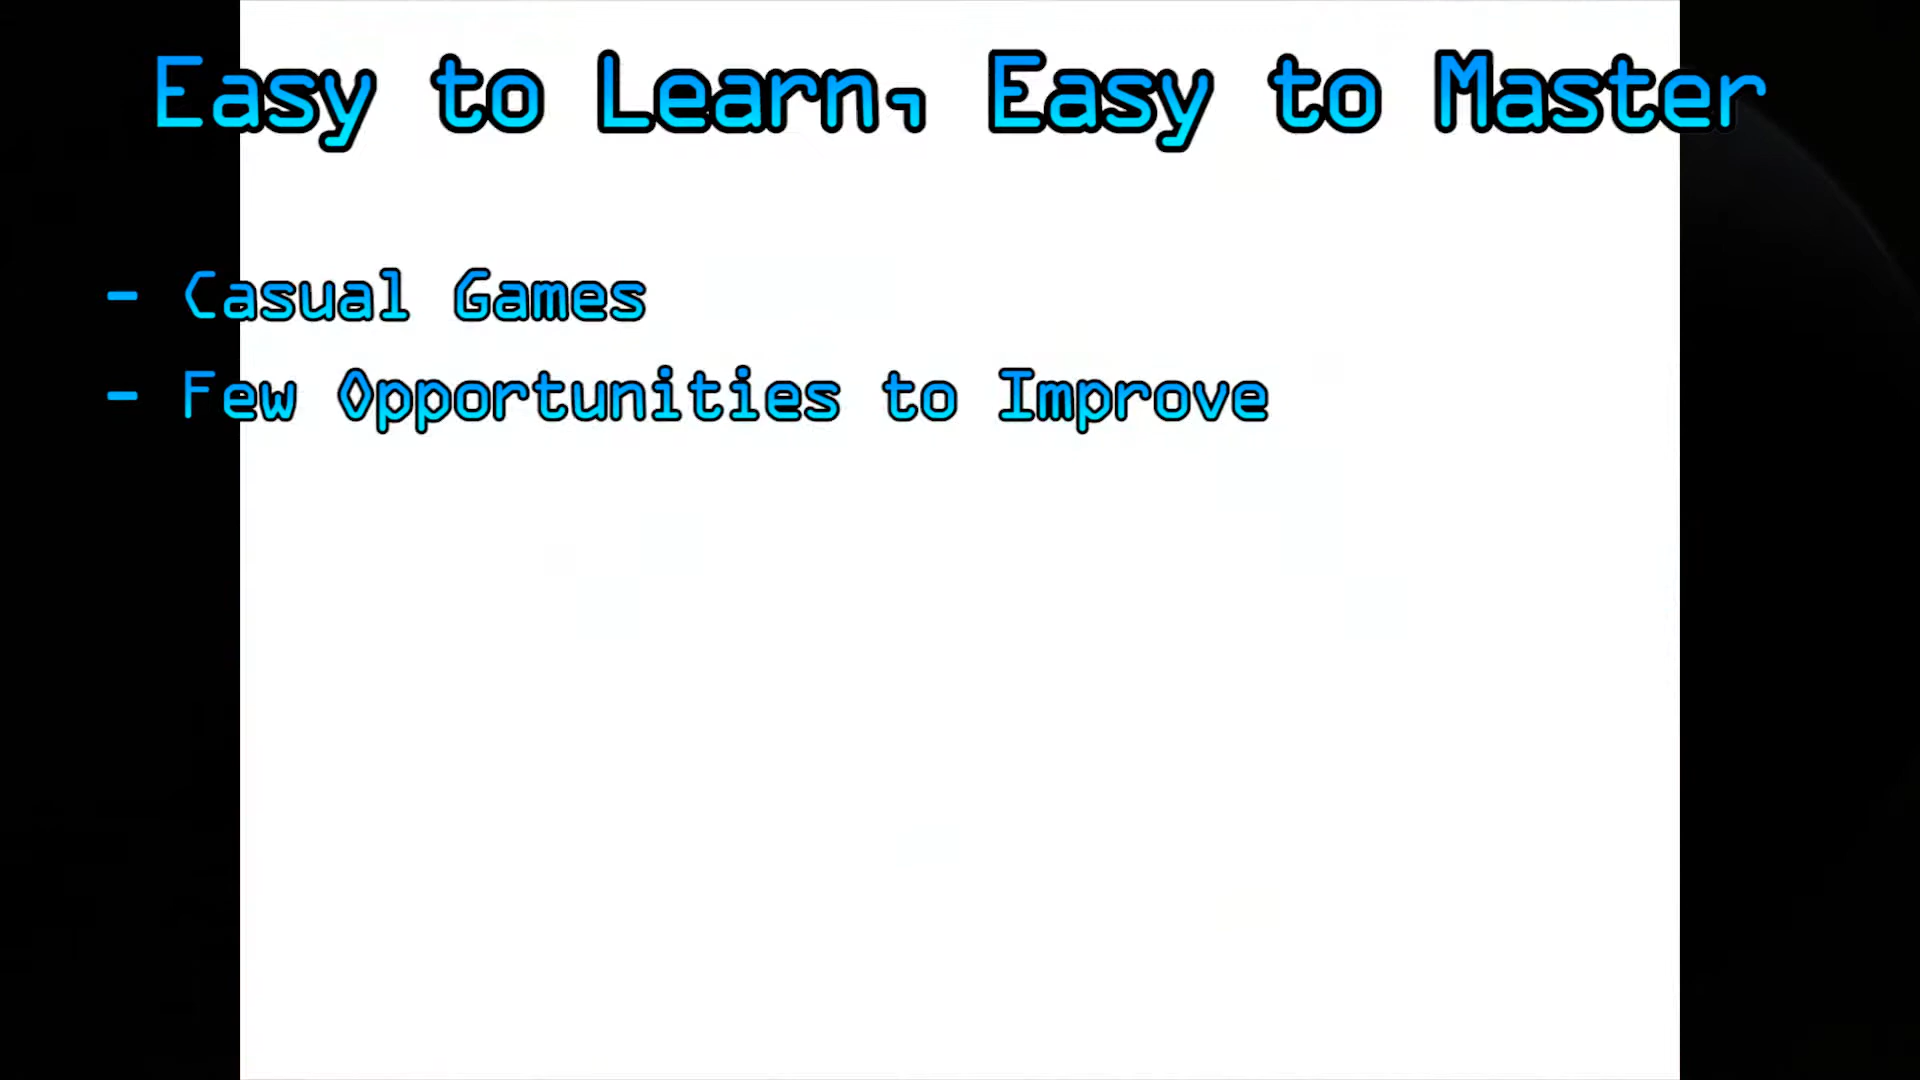 Easy to Learn, Easy to Master
- Casual Games
- Few Opportunities to Improve